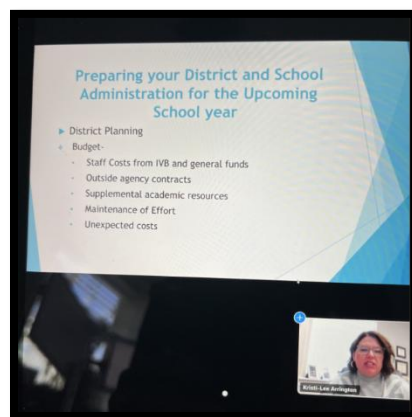 Preparing your District and School
Administration for the Upcoming
School year
District Planning
Budget-
Staff Costs from IVB and general funds
Outside agency contracts
Supplemental academic resources
Maintenance of Effort
Unexpected costs
Kristi-Lee Arrington